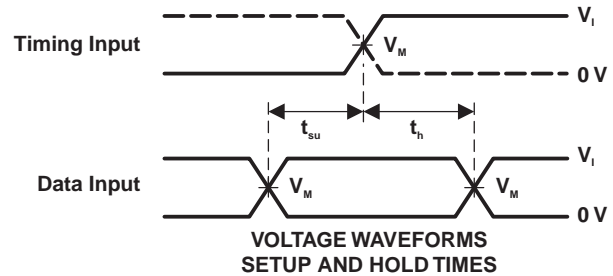 V_I
Timing Input
V_M
0 V
t_su
t_h
V_I
Data Input
V_M
V_M
0 V
VOLTAGE WAVEFORMS
SETUP AND HOLD TIMES